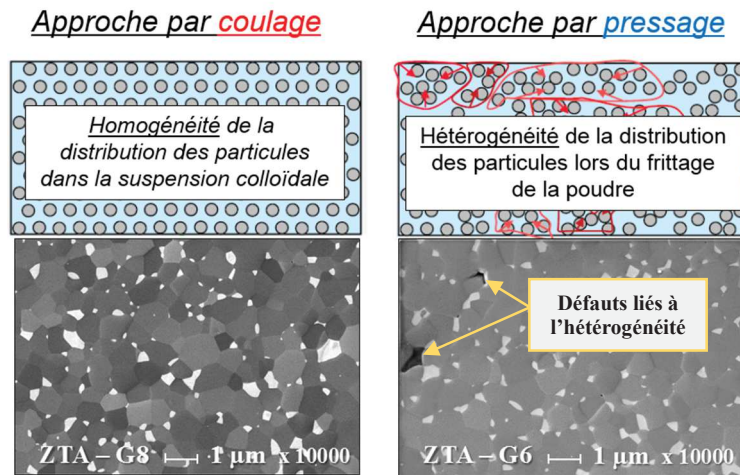 Approche par coulage
Homogénéité de la
distribution des particules
dans la suspension colloïdale
ZTA – G8 1 µm x 10000
Approche par pressage
Hétérogénéité de la distribution
des particules lors du frittage
de la poudre
Défauts liés à
l’hétérogénéité
ZTA – G6 1 µm x 10000